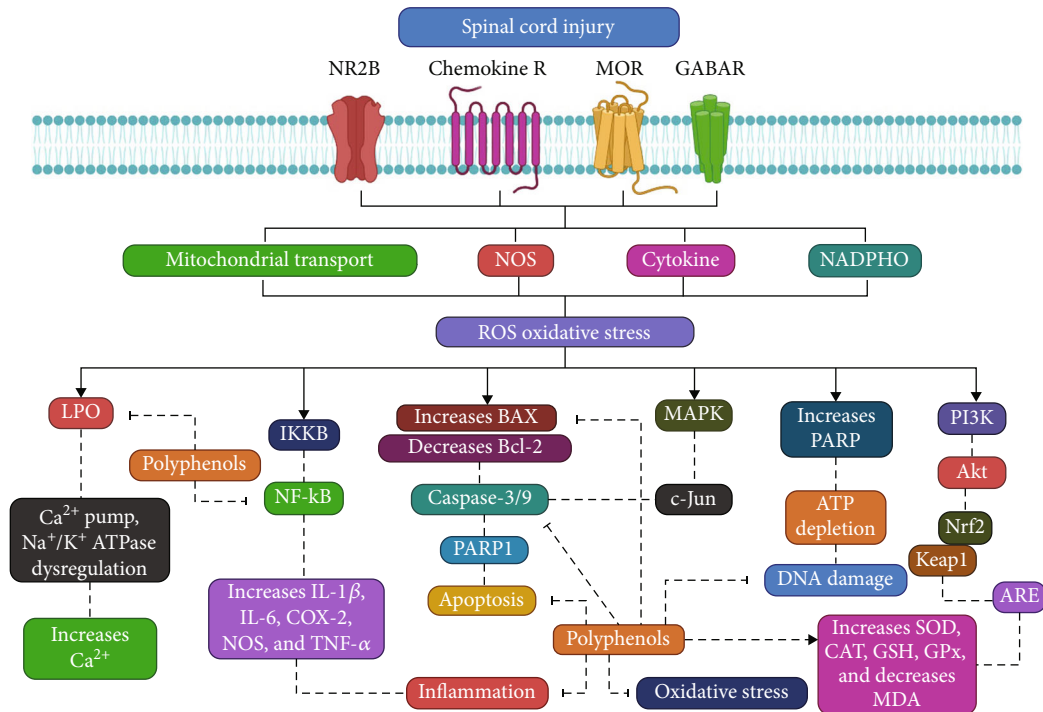 Spinal cord injury
NR2B
Chemokine R
MOR
GABAR
Mitochondrial transport
NOS
Cytokine
NADPHO
ROS oxidative stress
LPO
IKKB
Increases BAX
Decreases Bcl-2
MAPK
Increases
PARP
PI3K
Polyphenols
Akt
NF-kB
Caspase-3/9
c-Jun
ATP
depletion
Nrf2
Keap1
Ca²⁺ pump,
Na⁺/K⁺ ATPase
dysregulation
PARP1
DNA damage
Increases IL-1β,
IL-6, COX-2,
NOS, and TNF-α
Apoptosis
ARE
Increases
Ca²⁺
Polyphenols
Increases SOD,
CAT, GSH, GPx,
and decreases
MDA
Inflammation
Oxidative stress